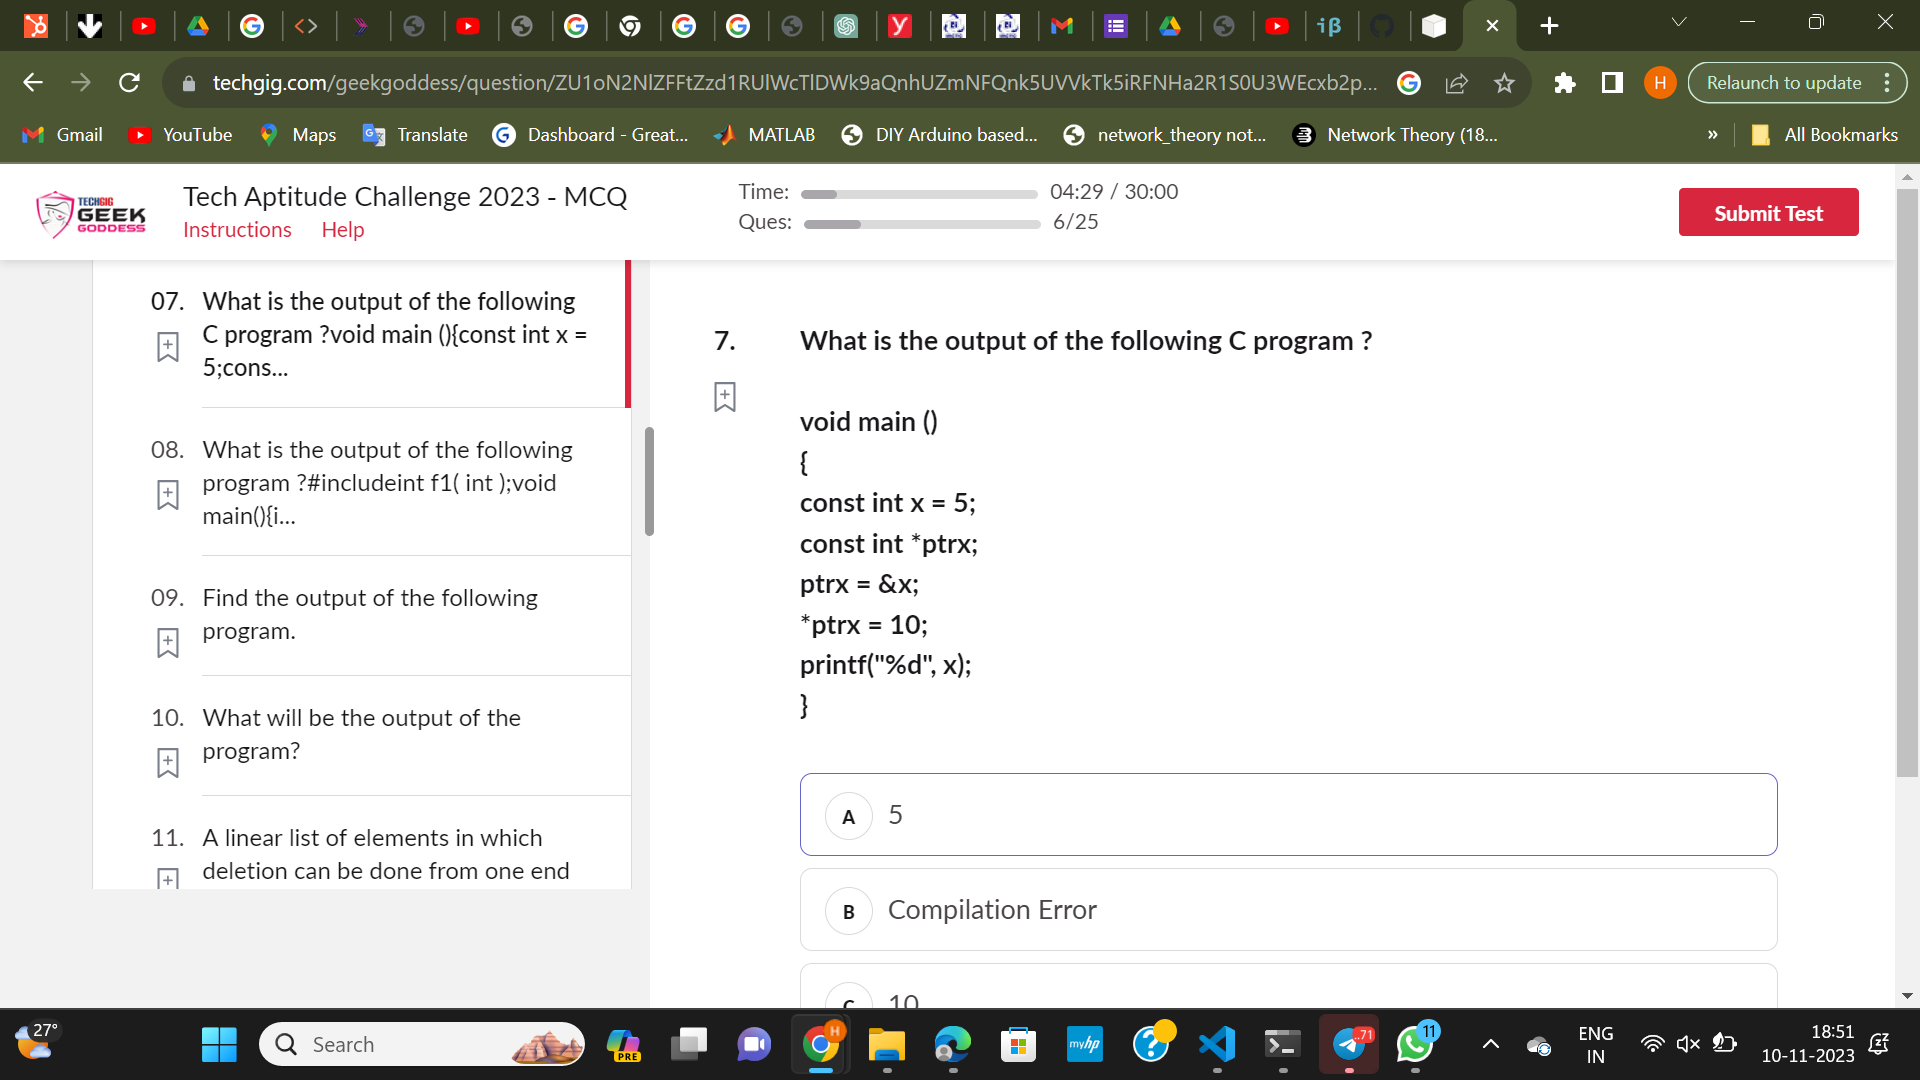 techgig.com/geekgoddess/question/ZU1oN2NlZFFtZzd1RUlWcTlDWk9aQnhUZmNFQnk5UVVkTk5iRFNHa2R1S0U3WEcxb2p...
H
Relaunch to update
Gmail
YouTube
Maps
Translate
Dashboard - Great...
MATLAB
DIY Arduino based...
network_theory not...
Network Theory (18...
»
All Bookmarks
TECHGIG
GEEK
GODDESS
Tech Aptitude Challenge 2023 - MCQ
Instructions
Help
Time:
04:29 / 30:00
Ques:
6/25
Submit Test
07. What is the output of the following
C program ?void main (){const int x =
5;cons...
08. What is the output of the following
program ?#includeint f1( int );void
main(){i...
09. Find the output of the following
program.
10. What will be the output of the
program?
11. A linear list of elements in which
deletion can be done from one end
7. What is the output of the following C program ?
void main ()
{
const int x = 5;
const int *ptrx;
ptrx = &x;
*ptrx = 10;
printf("%d", x);
}
A 5
B Compilation Error
C 10
27°
Search
PRE
H
myhp
71
11
ENG
IN
18:51
10-11-2023